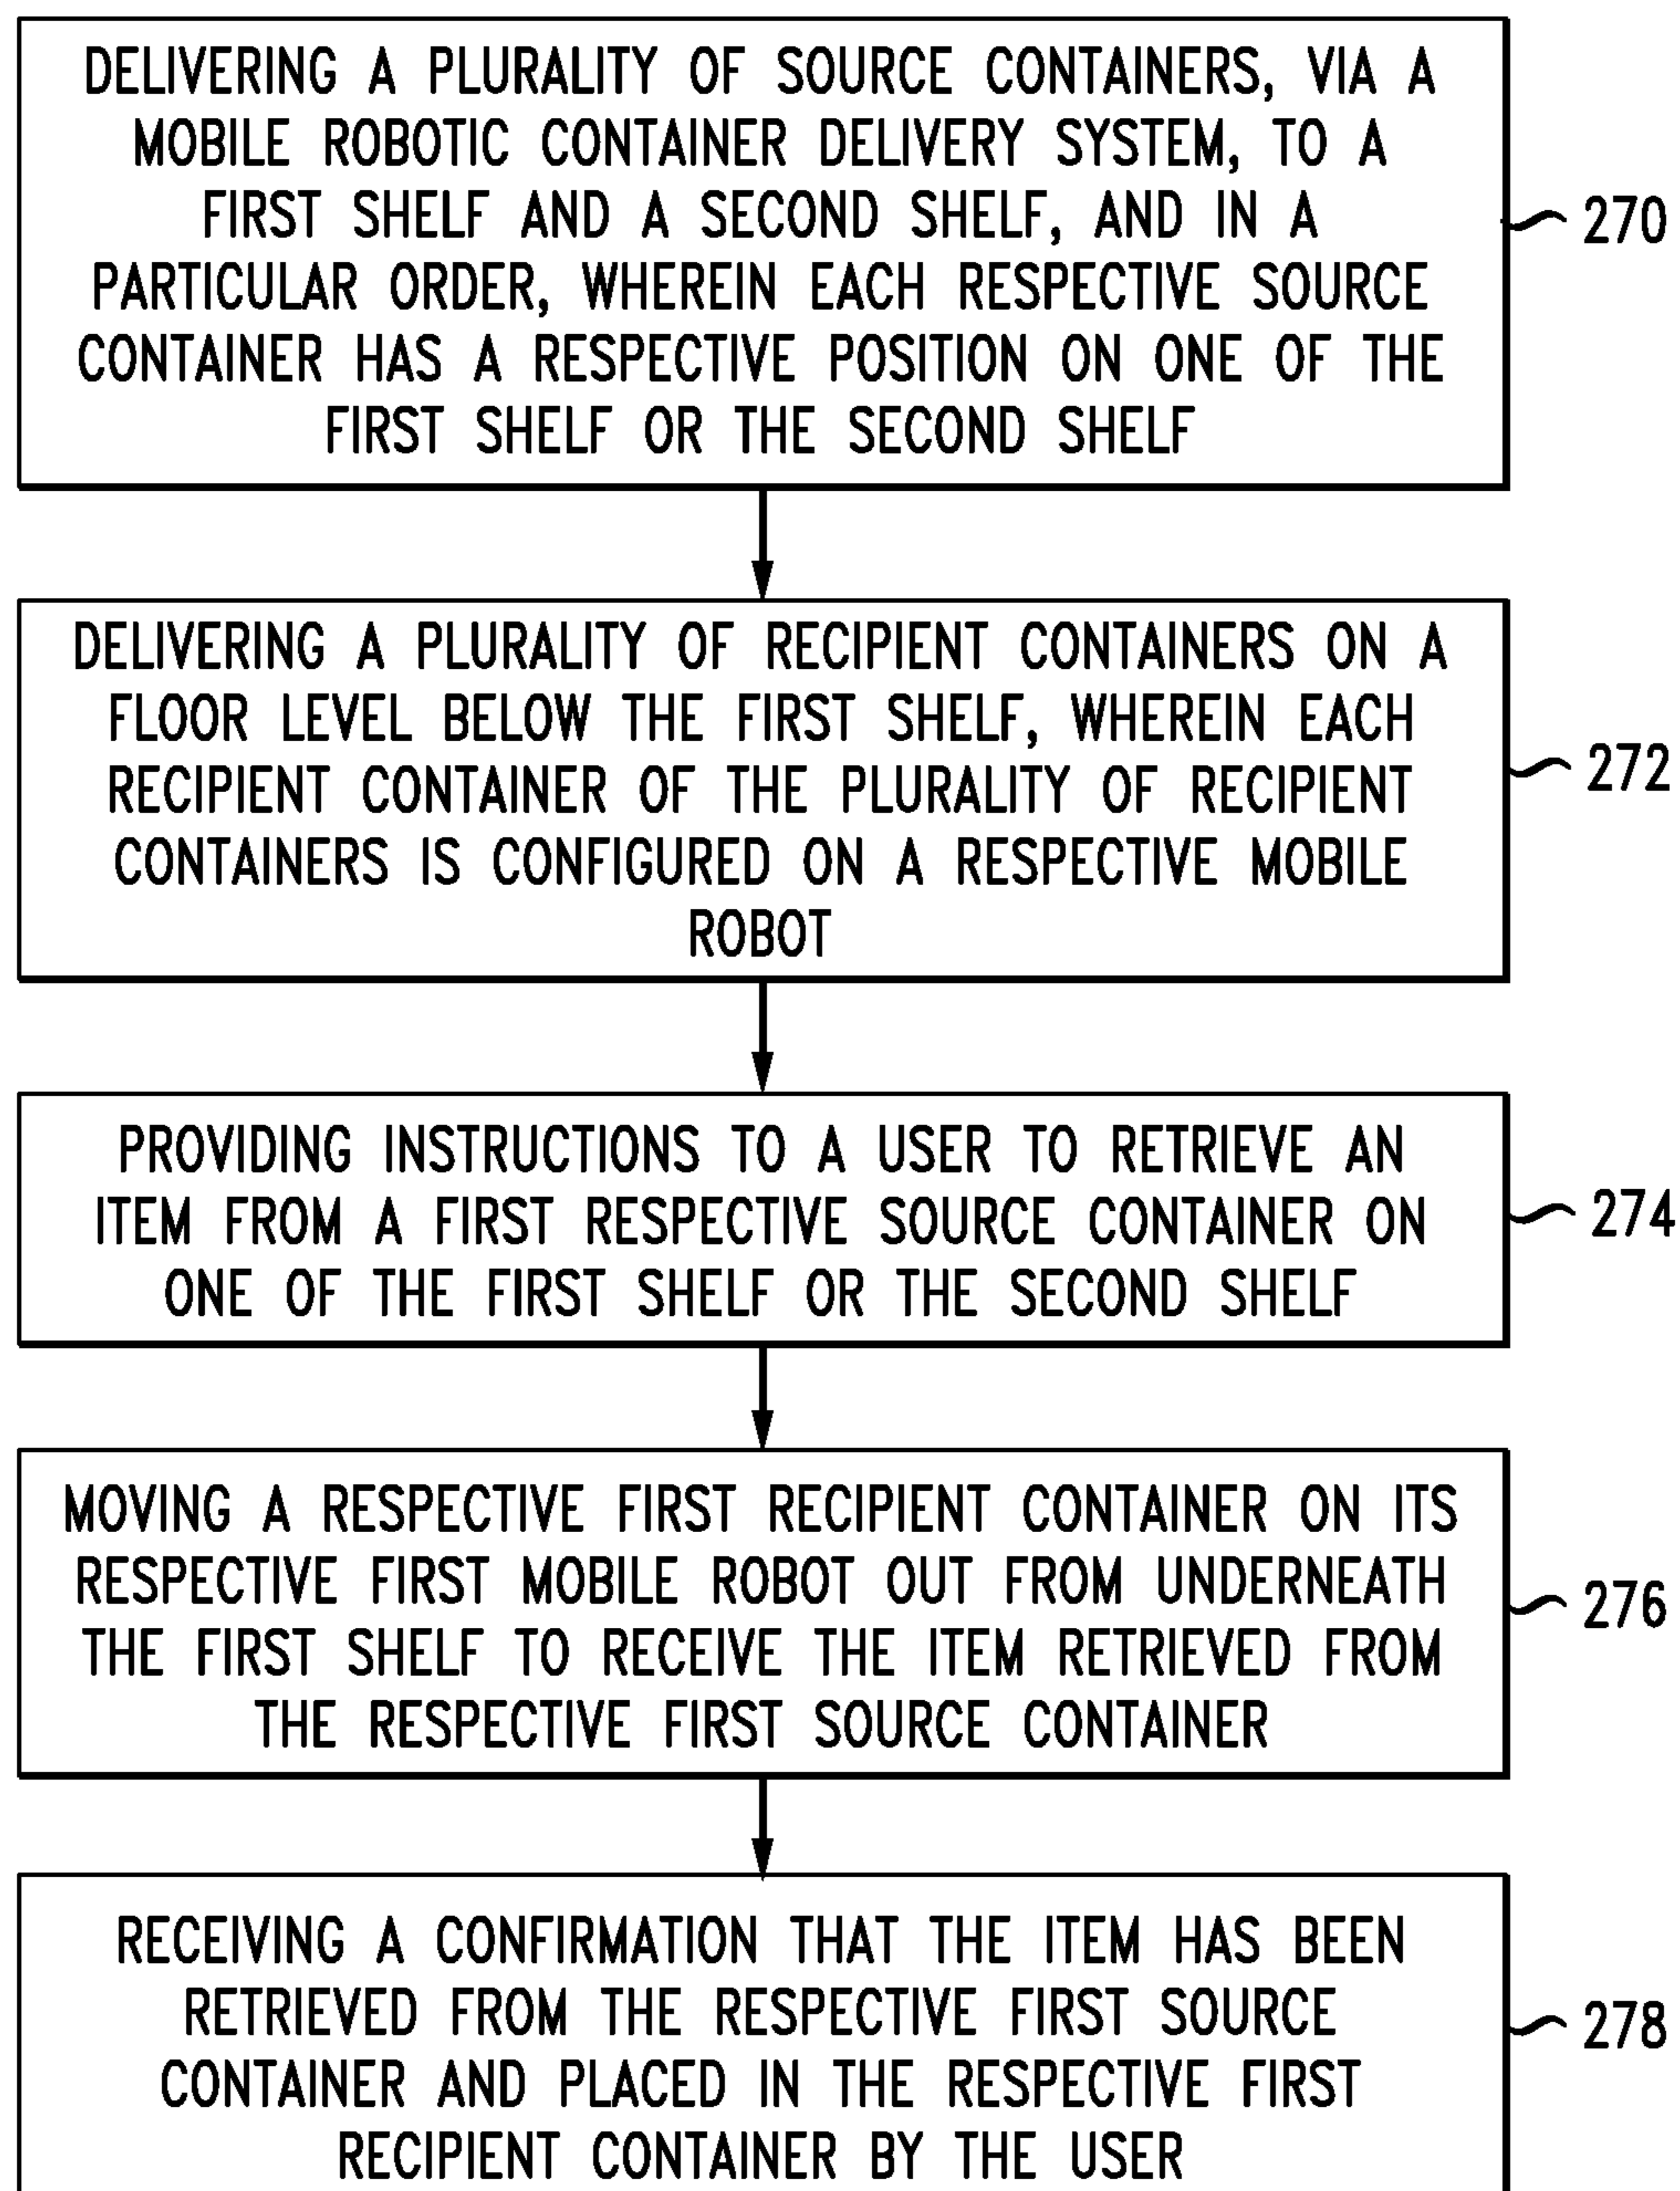 DELIVERING A PLURALITY OF SOURCE CONTAINERS, VIA A
MOBILE ROBOTIC CONTAINER DELIVERY SYSTEM, TO A
FIRST SHELF AND A SECOND SHELF, AND IN A
PARTICULAR ORDER, WHEREIN EACH RESPECTIVE SOURCE
CONTAINER HAS A RESPECTIVE POSITION ON ONE OF THE
FIRST SHELF OR THE SECOND SHELF
270
DELIVERING A PLURALITY OF RECIPIENT CONTAINERS ON A
FLOOR LEVEL BELOW THE FIRST SHELF, WHEREIN EACH
RECIPIENT CONTAINER OF THE PLURALITY OF RECIPIENT
CONTAINERS IS CONFIGURED ON A RESPECTIVE MOBILE
ROBOT
272
PROVIDING INSTRUCTIONS TO A USER TO RETRIEVE AN
ITEM FROM A FIRST RESPECTIVE SOURCE CONTAINER ON
ONE OF THE FIRST SHELF OR THE SECOND SHELF
274
MOVING A RESPECTIVE FIRST RECIPIENT CONTAINER ON ITS
RESPECTIVE FIRST MOBILE ROBOT OUT FROM UNDERNEATH
THE FIRST SHELF TO RECEIVE THE ITEM RETRIEVED FROM
THE RESPECTIVE FIRST SOURCE CONTAINER
276
RECEIVING A CONFIRMATION THAT THE ITEM HAS BEEN
RETRIEVED FROM THE RESPECTIVE FIRST SOURCE
CONTAINER AND PLACED IN THE RESPECTIVE FIRST
RECIPIENT CONTAINER BY THE USER
278